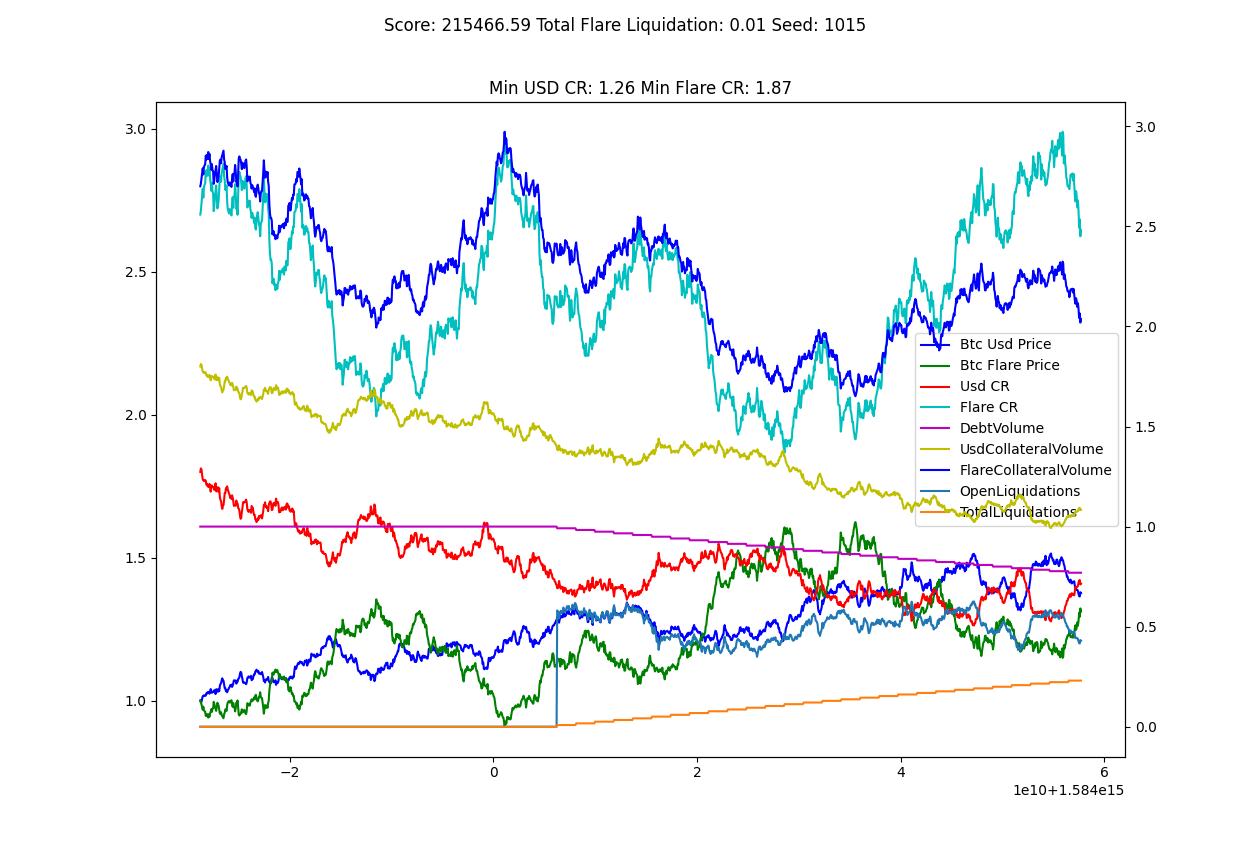 Score: 215466.59 Total Flare Liquidation: 0.01 Seed: 1015
Min USD CR: 1.26 Min Flare CR: 1.87
3.0
2.5
2.0
1.5
1.0
3.0
2.5
2.0
1.5
1.0
0.5
0.0
Btc Usd Price
Btc Flare Price
Usd CR
Flare CR
DebtVolume
UsdCollateralVolume
FlareCollateralVolume
OpenLiquidations
TotalLiquidations
−2 0 2 4 6
1e10+1.584e15